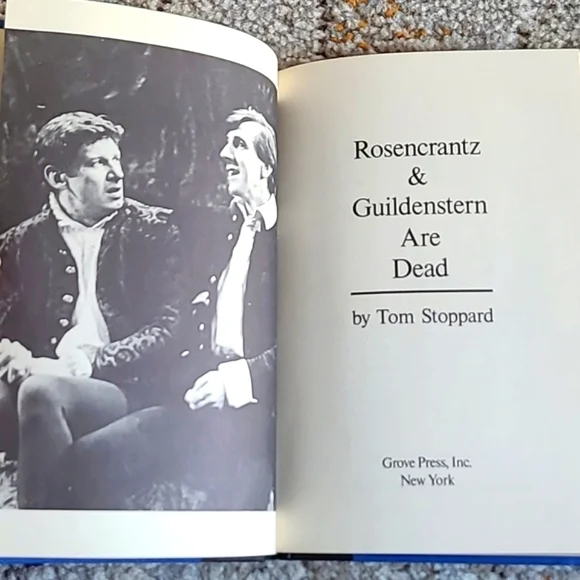 Rosencrantz
&
Guildenstern
Are
Dead
by Tom Stoppard
Grove Press, Inc.
New York